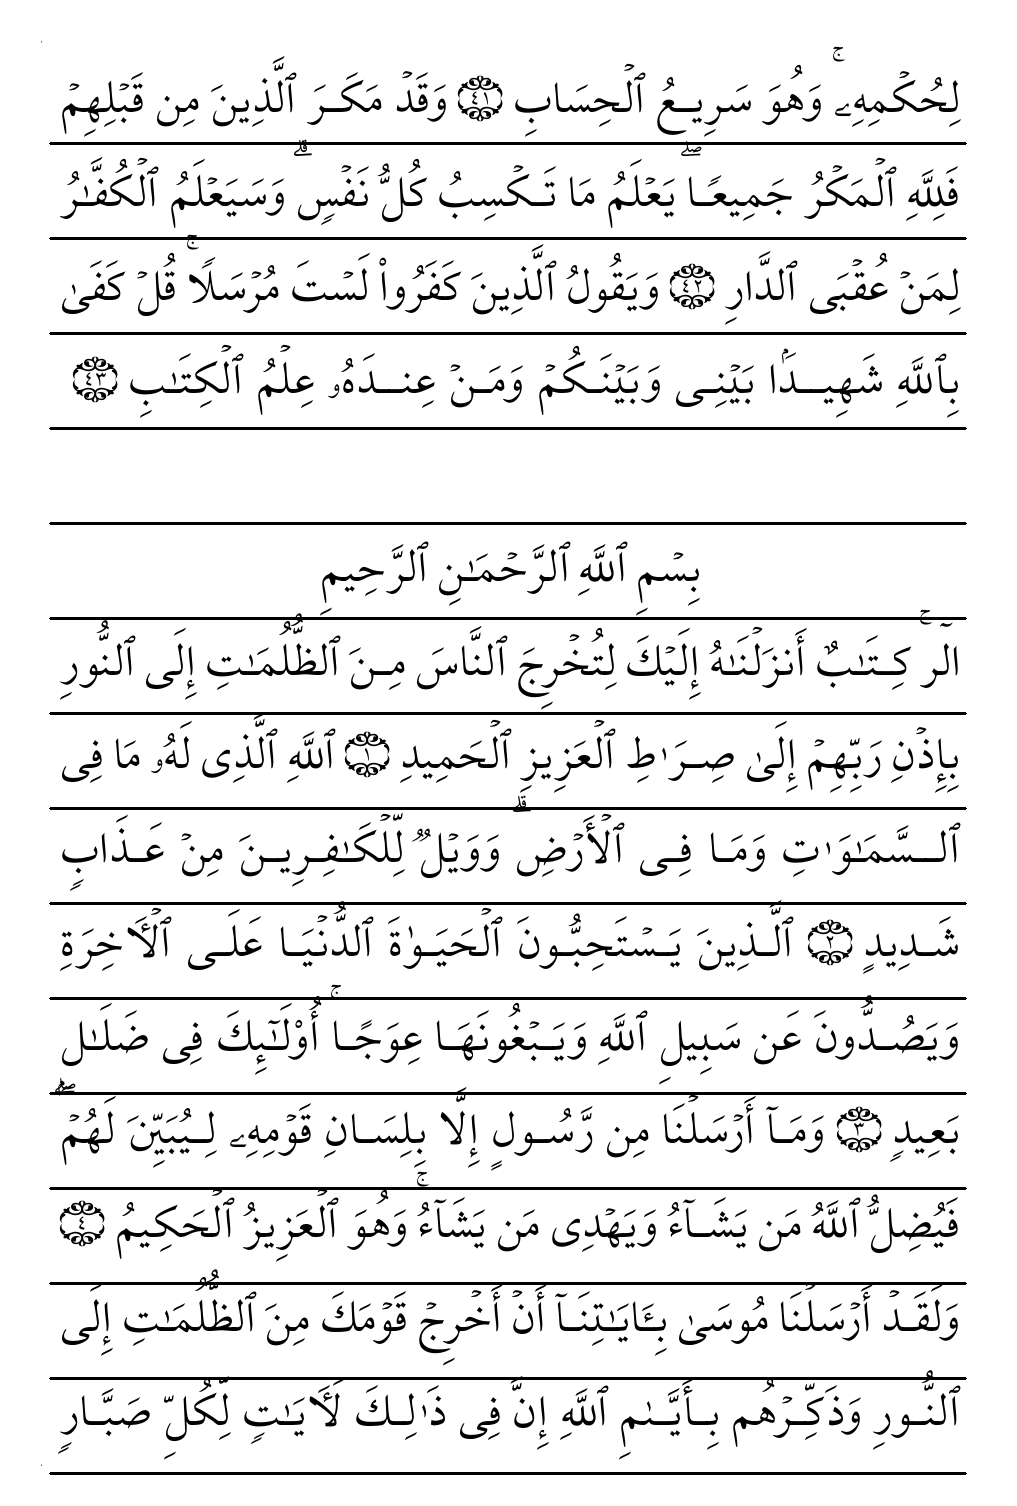 لِحُكْمِهِۦۚ وَهُوَ سَرِيعُ ٱلْحِسَابِ ٤١ وَقَدْ مَكَرَ ٱلَّذِينَ مِن قَبْلِهِمْ
فَلِلَّهِ ٱلْمَكْرُ جَمِيعًاۖ يَعْلَمُ مَا تَكْسِبُ كُلُّ نَفْسٍۗ وَسَيَعْلَمُ ٱلْكُفَّـٰرُ
لِمَنْ عُقْبَى ٱلدَّارِ ٤٢ وَيَقُولُ ٱلَّذِينَ كَفَرُوا۟ لَسْتَ مُرْسَلًاۚ قُلْ كَفَىٰ
بِٱللَّهِ شَهِيدًۢا بَيْنِى وَبَيْنَكُمْ وَمَنْ عِندَهُۥ عِلْمُ ٱلْكِتَـٰبِ ٤٣
بِسْمِ ٱللَّهِ ٱلرَّحْمَـٰنِ ٱلرَّحِيمِ
الٓرۚ كِتَـٰبٌ أَنزَلْنَـٰهُ إِلَيْكَ لِتُخْرِجَ ٱلنَّاسَ مِنَ ٱلظُّلُمَـٰتِ إِلَى ٱلنُّورِ
بِإِذْنِ رَبِّهِمْ إِلَىٰ صِرَٰطِ ٱلْعَزِيزِ ٱلْحَمِيدِ ١ ٱللَّهِ ٱلَّذِى لَهُۥ مَا فِى
ٱلسَّمَـٰوَٰتِ وَمَا فِى ٱلْأَرْضِۗ وَوَيْلٌ لِّلْكَـٰفِرِينَ مِنْ عَذَابٍ
شَدِيدٍ ٢ ٱلَّذِينَ يَسْتَحِبُّونَ ٱلْحَيَوٰةَ ٱلدُّنْيَا عَلَى ٱلْـَٔاخِرَةِ
وَيَصُدُّونَ عَن سَبِيلِ ٱللَّهِ وَيَبْغُونَهَا عِوَجًاۚ أُو۟لَـٰٓئِكَ فِى ضَلَـٰلٍۭ
بَعِيدٍ ٣ وَمَآ أَرْسَلْنَا مِن رَّسُولٍ إِلَّا بِلِسَانِ قَوْمِهِۦ لِيُبَيِّنَ لَهُمْۖ
فَيُضِلُّ ٱللَّهُ مَن يَشَآءُ وَيَهْدِى مَن يَشَآءُۚ وَهُوَ ٱلْعَزِيزُ ٱلْحَكِيمُ ٤
وَلَقَدْ أَرْسَلْنَا مُوسَىٰ بِـَٔايَـٰتِنَآ أَنْ أَخْرِجْ قَوْمَكَ مِنَ ٱلظُّلُمَـٰتِ إِلَى
ٱلنُّورِ وَذَكِّرْهُم بِأَيَّـٰمِ ٱللَّهِ إِنَّ فِى ذَٰلِكَ لَـَٔايَـٰتٍ لِّكُلِّ صَبَّارٍ